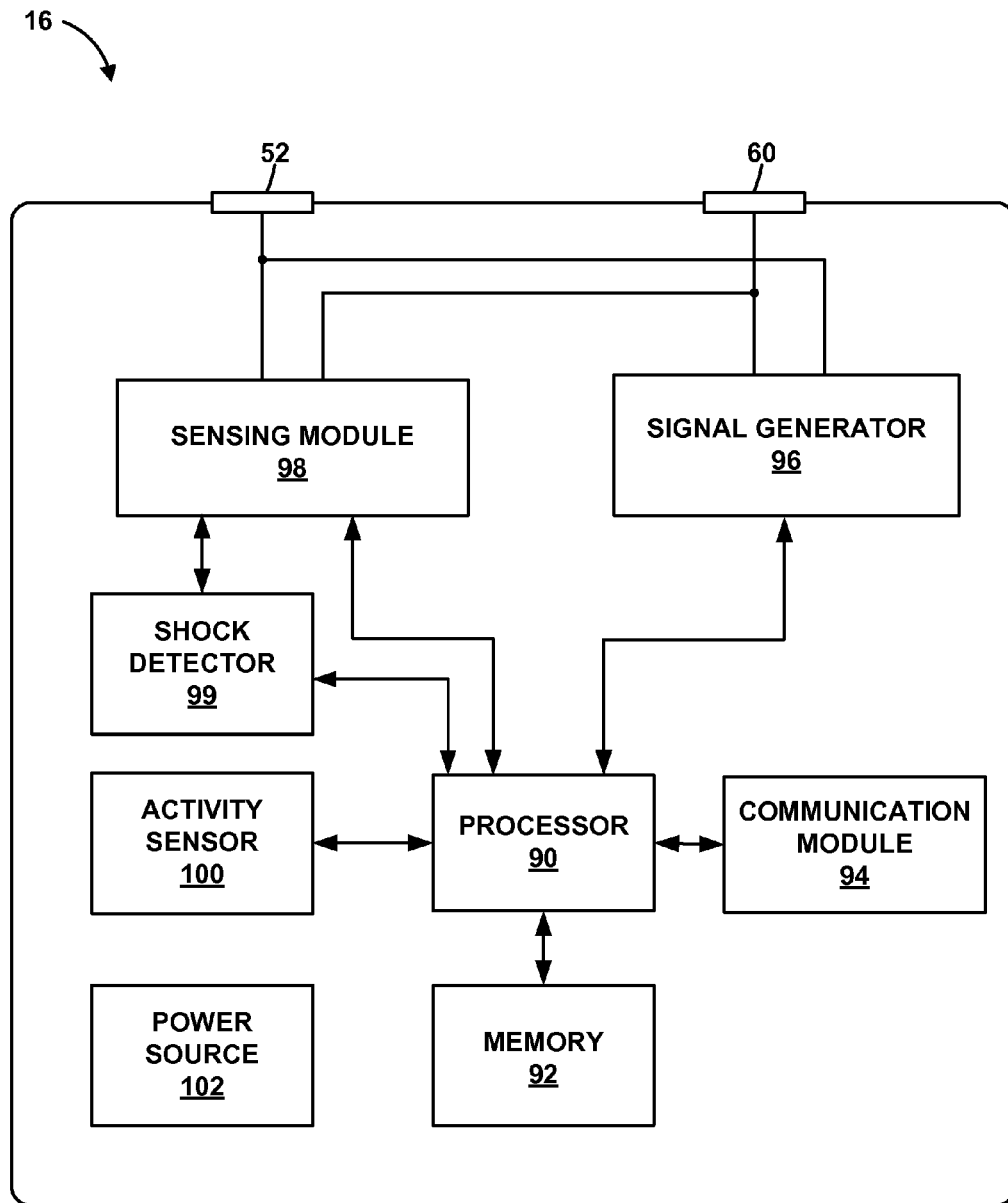 16
52
60
SENSING MODULE
98
SIGNAL GENERATOR
96
SHOCK
DETECTOR
99
ACTIVITY
SENSOR
100
PROCESSOR
90
COMMUNICATION
MODULE
94
POWER
SOURCE
102
MEMORY
92